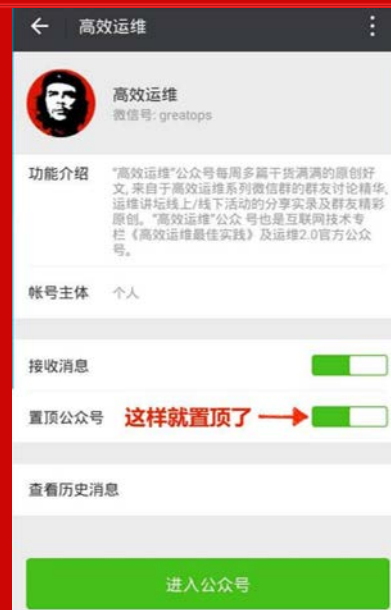 高效运维
高效运维
微信号: greatops
功能介绍
"高效运维"公众号每周多篇干货满满的原创好
文, 来自于高效运维系列微信群的群友讨论精华,
运维讲坛线上/线下活动的分享实录及群友精彩
原创。"高效运维"公众 号也是互联网技术专
栏《高效运维最佳实践》及运维2.0官方公众
号。
帐号主体 个人
接收消息
置顶公众号 这样就置顶了
查看历史消息
进入公众号